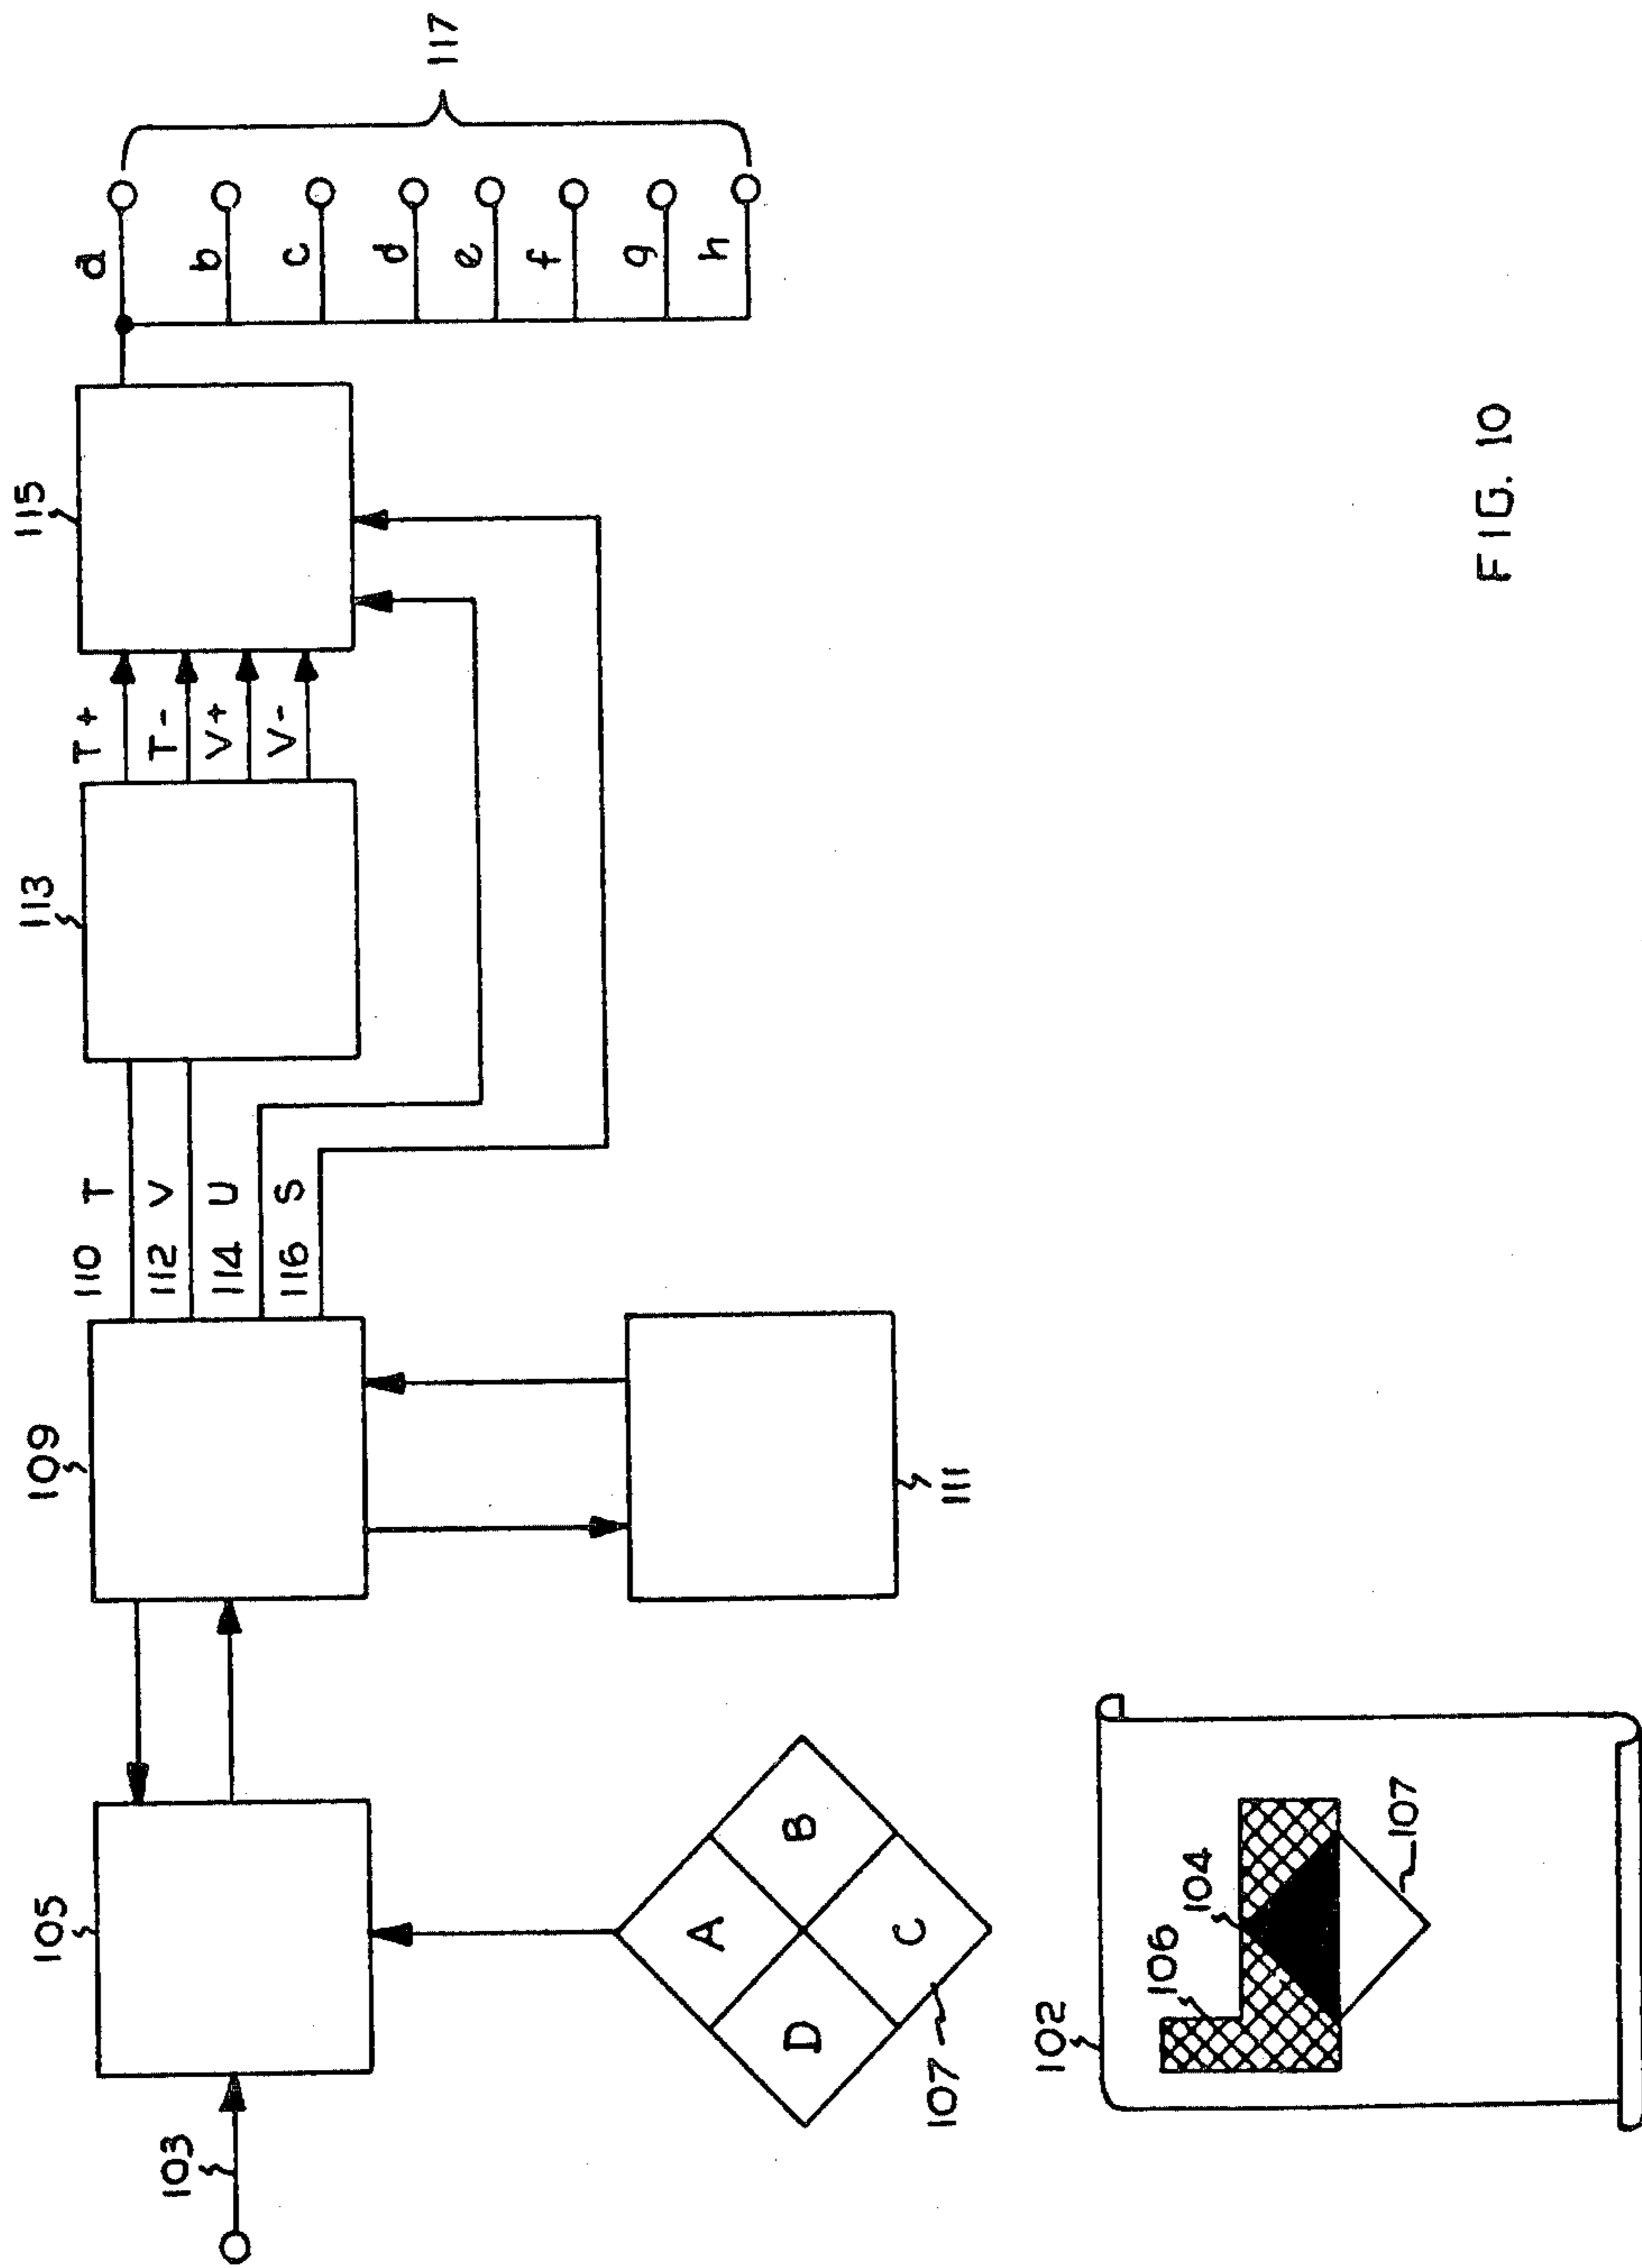 115
117
a
b
c
d
e
f
g
h
113
T+
T-
V+
V-
109
110 T
112 V
114 U
116 S
111
105
103
A
B
C
D
107
102
106
104
107
FIG. 10